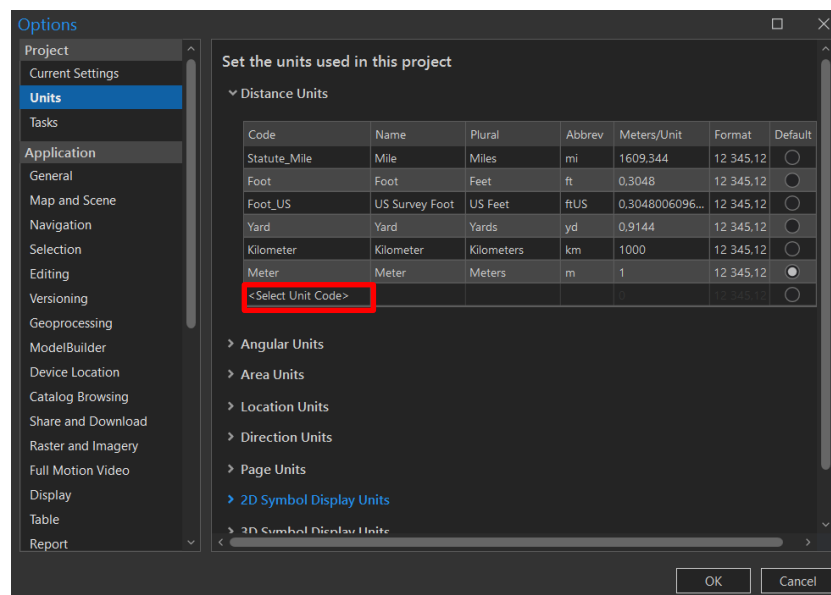 Options
Project
Current Settings
Units
Tasks
Application
General
Map and Scene
Navigation
Selection
Editing
Versioning
Geoprocessing
ModelBuilder
Device Location
Catalog Browsing
Share and Download
Raster and Imagery
Full Motion Video
Display
Table
Report
Set the units used in this project
Distance Units
Code Name Plural Abbrev Meters/Unit Format Default
Statute_Mile Mile Miles mi 1609,344 12 345,12
Foot Foot Feet ft 0,3048 12 345,12
Foot_US US Survey Foot US Feet ftUS 0,3048006096... 12 345,12
Yard Yard Yards yd 0,9144 12 345,12
Kilometer Kilometer Kilometers km 1000 12 345,12
Meter Meter Meters m 1 12 345,12
<Select Unit Code> 0 12 345,12
Angular Units
Area Units
Location Units
Direction Units
Page Units
2D Symbol Display Units
3D Symbol Display Units
OK Cancel